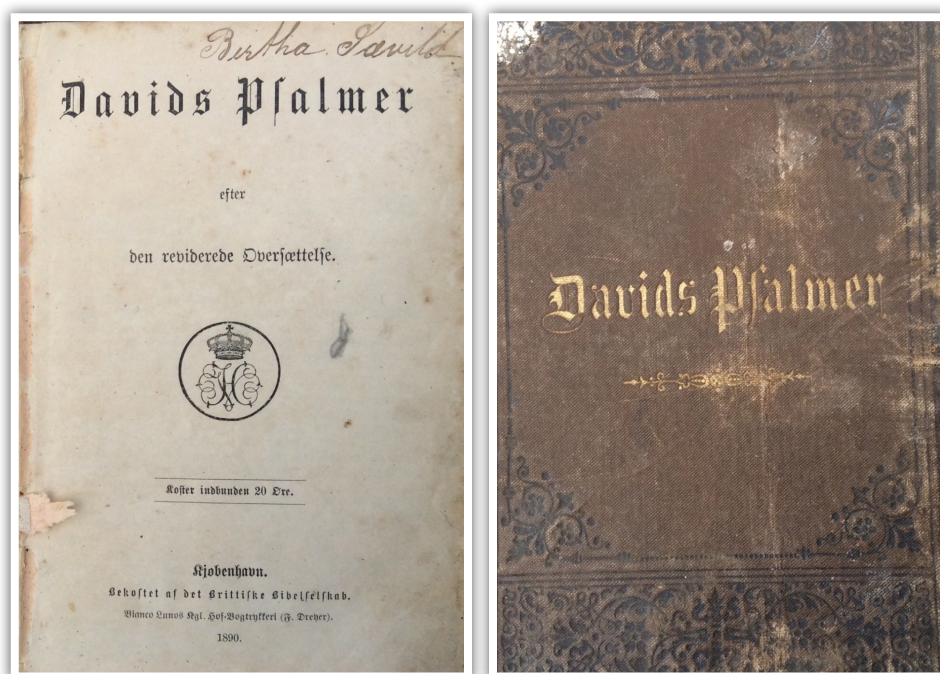 Bertha Sævild
Davids Psalmer
efter
den reviderede Oversættelse.
Koster indbunden 20 Øre.
Kjøbenhavn.
Bekostet af det Brittiske Bibelselskab.
Bianco Lunos Kgl. Hof-Bogtrykkeri (F. Dreyer).
1890.
Davids Psalmer